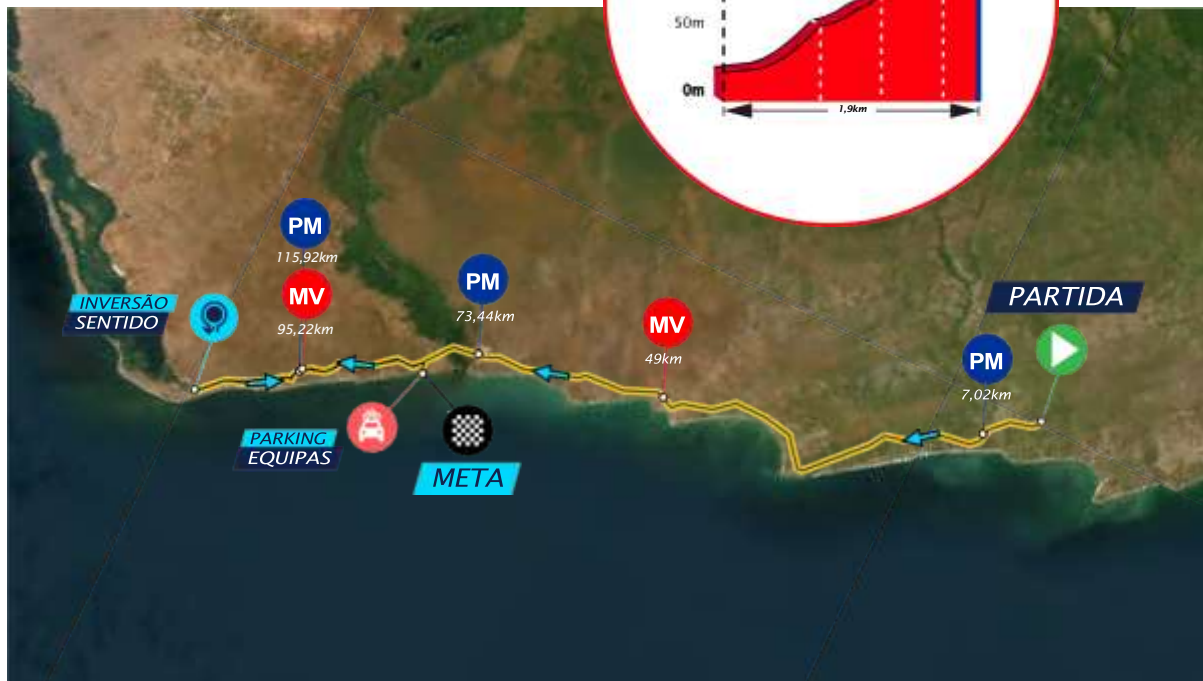 50m
0m
1,9km
PM
115,92km
MV
95,22km
INVERSÃO
SENTIDO
PM
73,44km
MV
49km
PARTIDA
PM
7,02km
PARKING
EQUIPAS
META